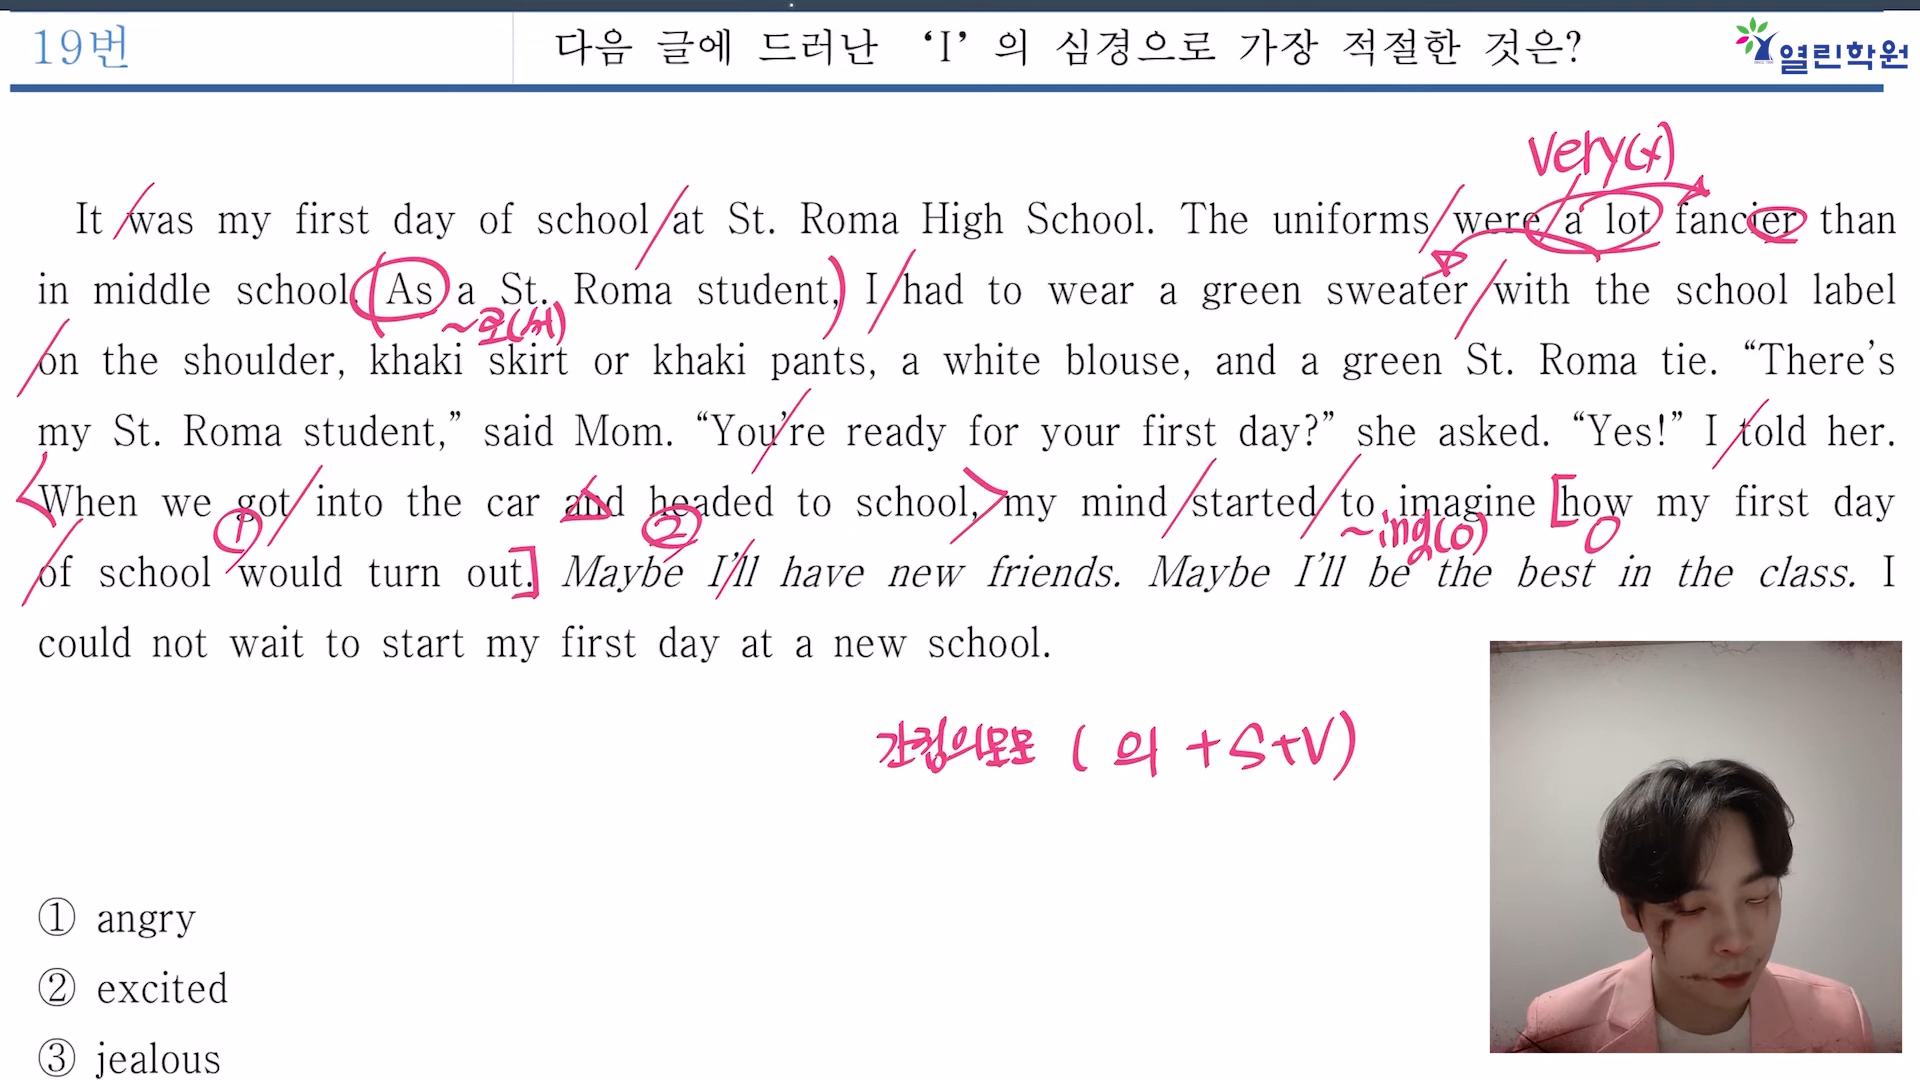 19번
다음 글에 드러난 ‘I’의 심경으로 가장 적절한 것은?
열린학원
very(x)
It was my first day of school at St. Roma High School. The uniforms were a lot fancier than
in middle school. (As a St. Roma student,) I had to wear a green sweater with the school label
~로(써)
on the shoulder, khaki skirt or khaki pants, a white blouse, and a green St. Roma tie. “There’s
my St. Roma student,” said Mom. “You’re ready for your first day?” she asked. “Yes!” I told her.
<When we got into the car and headed to school,> my mind started to imagine [how my first day
① ② ~ing(o) O
of school would turn out.] Maybe I’ll have new friends. Maybe I’ll be the best in the class. I
could not wait to start my first day at a new school.
간접의문문 ( 의 + S+V)
① angry
② excited
③ jealous